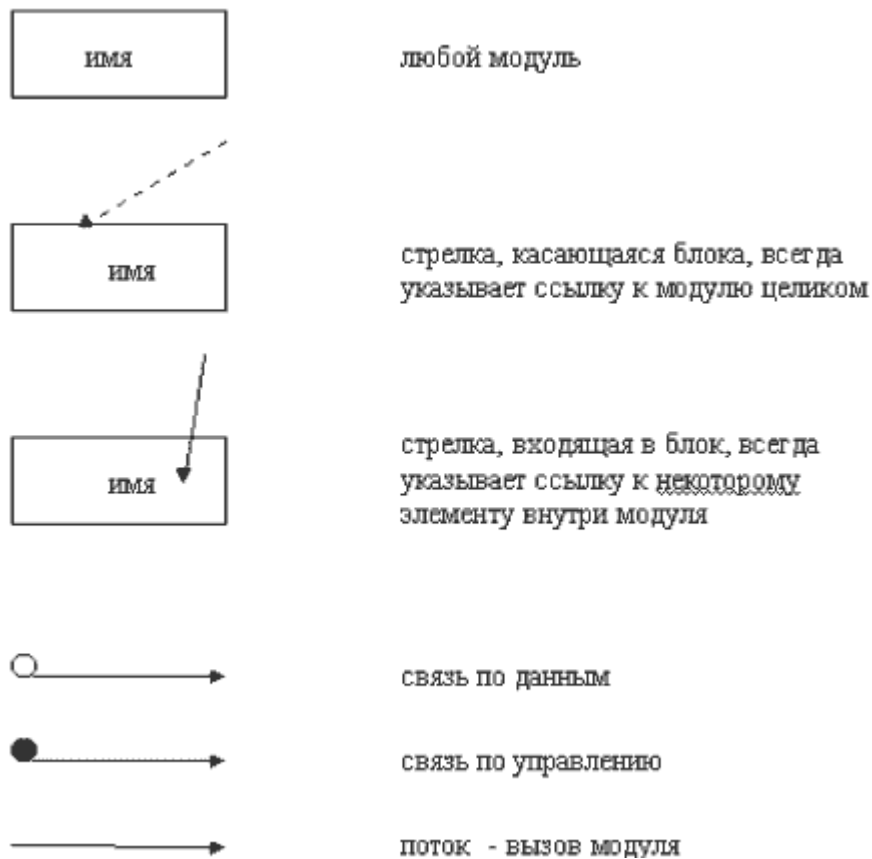 имя
любой модуль
имя
стрелка, касающаяся блока, всегда
указывает ссылку к модулю целиком
имя
стрелка, входящая в блок, всегда
указывает ссылку к некоторому
элементу внутри модуля
связь по данным
связь по управлению
поток - вызов модуля